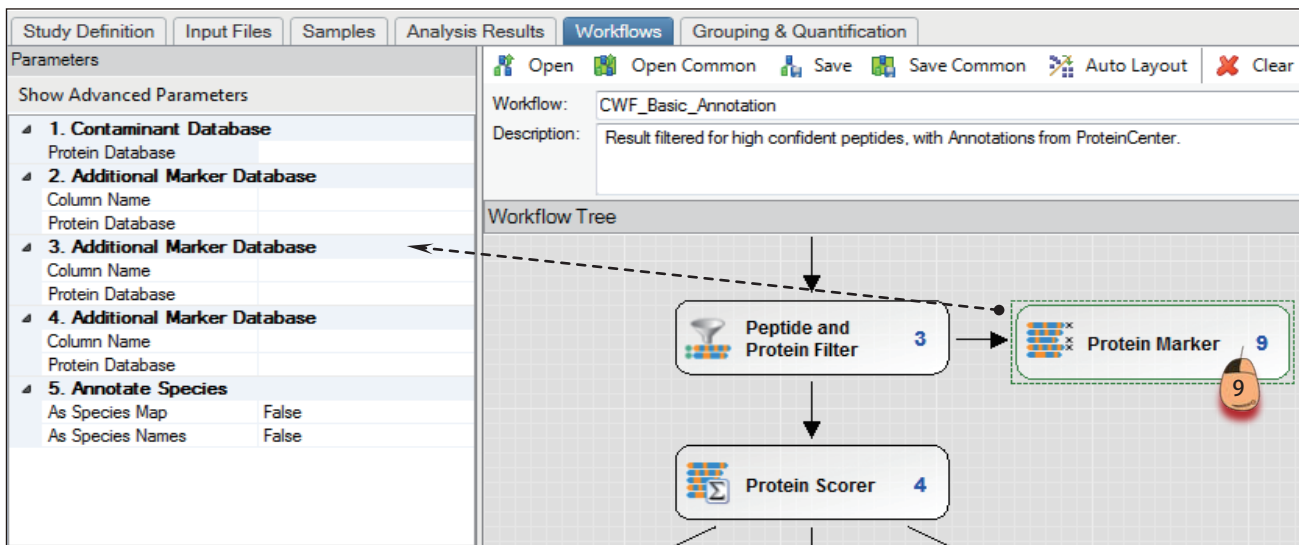 Study Definition Input Files Samples Analysis Results Workflows Grouping & Quantification
Parameters
Show Advanced Parameters
1. Contaminant Database
Protein Database
2. Additional Marker Database
Column Name
Protein Database
3. Additional Marker Database
Column Name
Protein Database
4. Additional Marker Database
Column Name
Protein Database
5. Annotate Species
As Species Map False
As Species Names False
Open Open Common Save Save Common Auto Layout Clear
Workflow: CWF_Basic_Annotation
Description: Result filtered for high confident peptides, with Annotations from ProteinCenter.
Workflow Tree
Peptide and
Protein Filter 3
Protein Marker 9
9
Protein Scorer 4